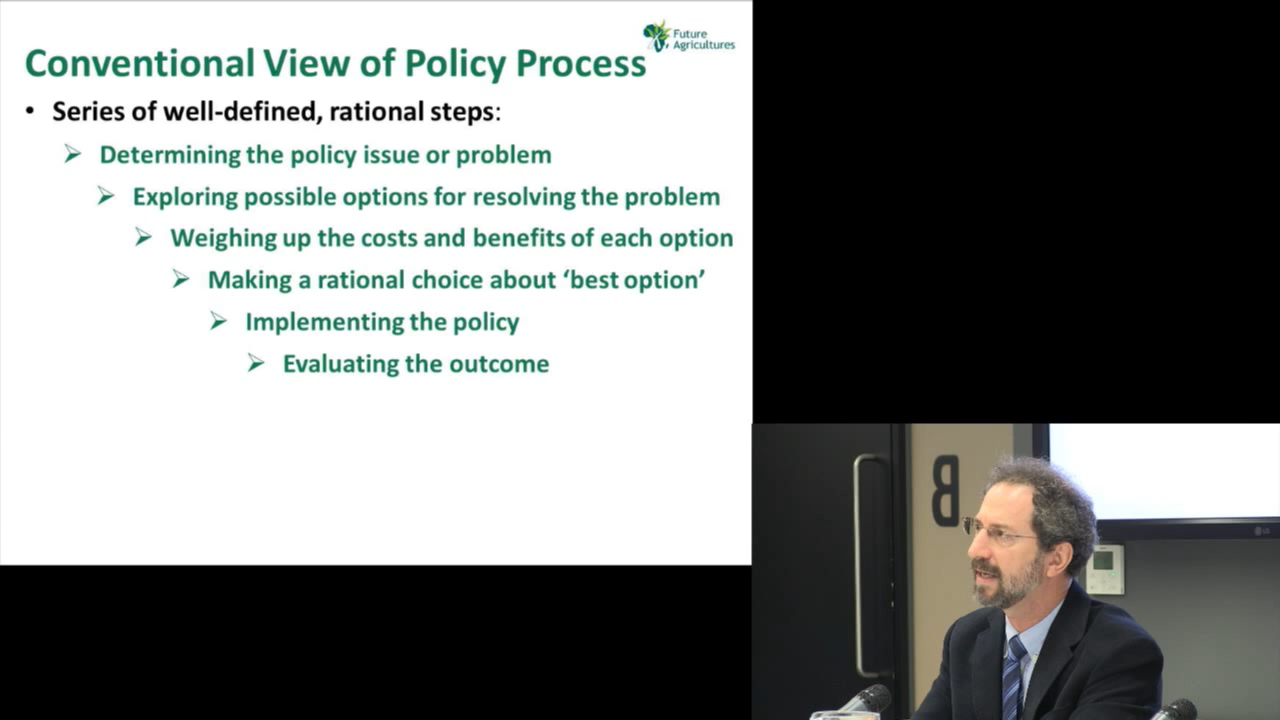 Future
Agricultures
Conventional View of Policy Process
• Series of well-defined, rational steps:
➢ Determining the policy issue or problem
➢ Exploring possible options for resolving the problem
➢ Weighing up the costs and benefits of each option
➢ Making a rational choice about ‘best option’
➢ Implementing the policy
➢ Evaluating the outcome
B
LG